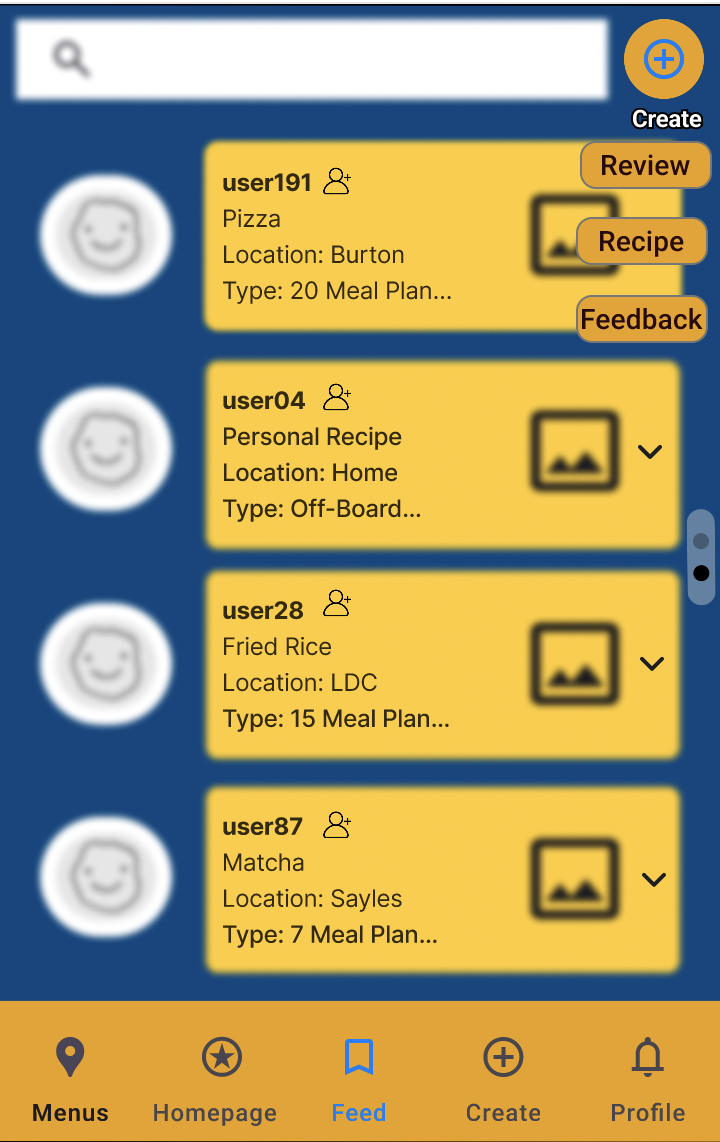 Create
Review
Recipe
Feedback
user191
Pizza
Location: Burton
Type: 20 Meal Plan...
user04
Personal Recipe
Location: Home
Type: Off-Board...
user28
Fried Rice
Location: LDC
Type: 15 Meal Plan...
user87
Matcha
Location: Sayles
Type: 7 Meal Plan...
Menus
Homepage
Feed
Create
Profile